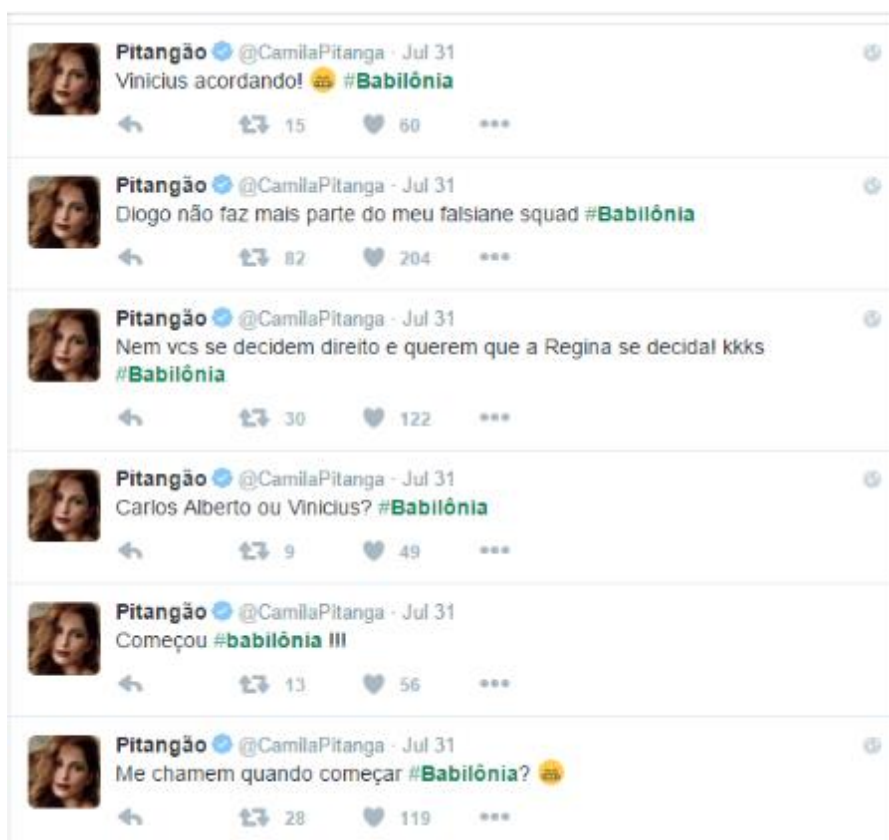 Pitangão @CamilaPitanga · Jul 31
Vinicius acordando! #Babilônia
15 60
Pitangão @CamilaPitanga · Jul 31
Diogo não faz mais parte do meu falsiane squad #Babilônia
82 204
Pitangão @CamilaPitanga · Jul 31
Nem vcs se decidem direito e querem que a Regina se decida! kkks
#Babilônia
30 122
Pitangão @CamilaPitanga · Jul 31
Carlos Alberto ou Vinicius? #Babilônia
9 49
Pitangão @CamilaPitanga · Jul 31
Começou #babilônia !!!
13 56
Pitangão @CamilaPitanga · Jul 31
Me chamem quando começar #Babilônia?
28 119